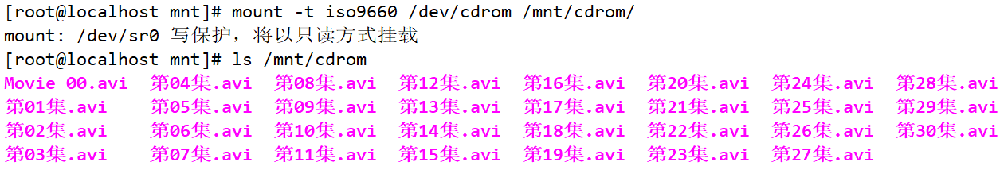 [root@localhost mnt]# mount -t iso9660 /dev/cdrom /mnt/cdrom/
mount: /dev/sr0 写保护，将以只读方式挂载
[root@localhost mnt]# ls /mnt/cdrom
Movie 00.avi  第04集.avi  第08集.avi  第12集.avi  第16集.avi  第20集.avi  第24集.avi  第28集.avi
第01集.avi    第05集.avi  第09集.avi  第13集.avi  第17集.avi  第21集.avi  第25集.avi  第29集.avi
第02集.avi    第06集.avi  第10集.avi  第14集.avi  第18集.avi  第22集.avi  第26集.avi  第30集.avi
第03集.avi    第07集.avi  第11集.avi  第15集.avi  第19集.avi  第23集.avi  第27集.avi